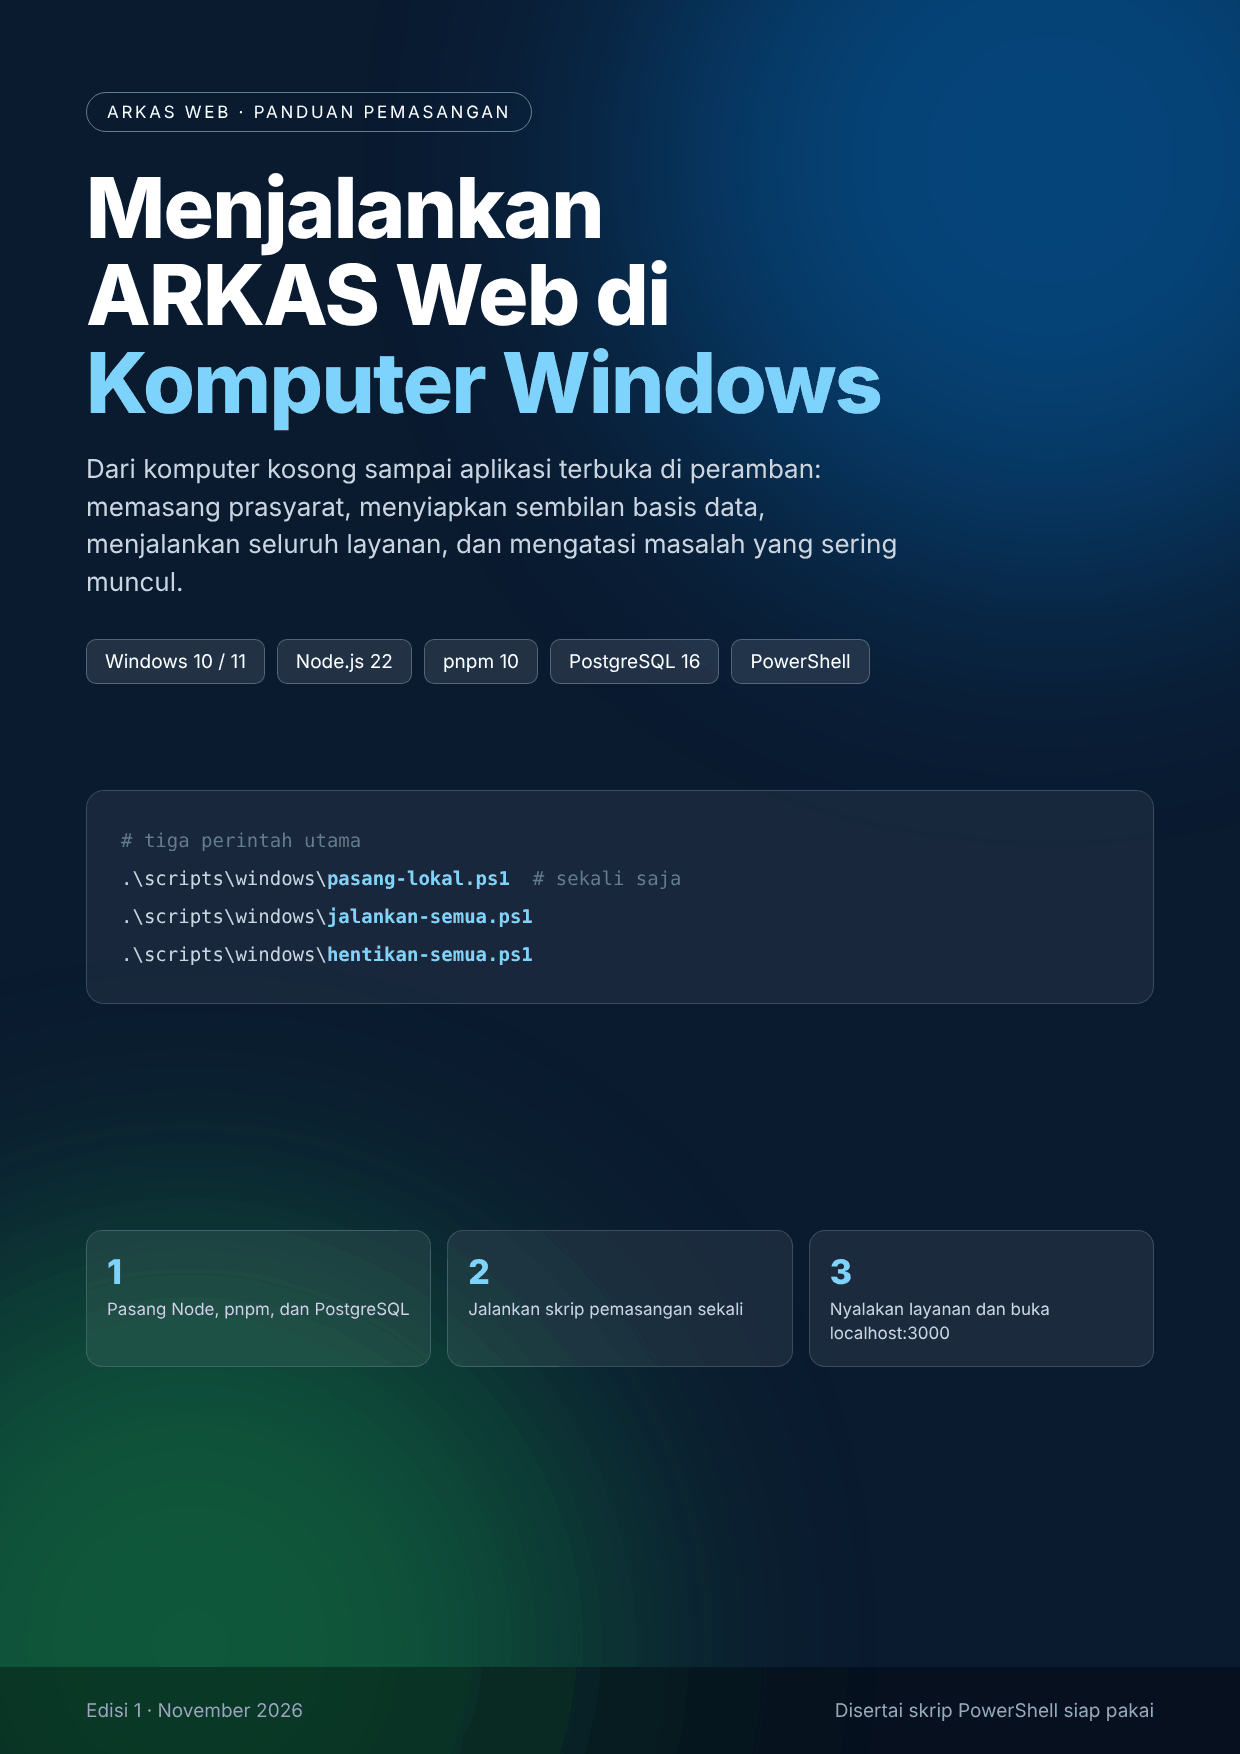 ARKAS WEB · PANDUAN PEMASANGAN
Menjalankan
ARKAS Web di
Komputer Windows
Dari komputer kosong sampai aplikasi terbuka di peramban:
memasang prasyarat, menyiapkan sembilan basis data,
menjalankan seluruh layanan, dan mengatasi masalah yang sering
muncul.
Windows 10 / 11
Node.js 22
pnpm 10
PostgreSQL 16
PowerShell
# tiga perintah utama
.\scripts\windows\pasang-lokal.ps1  # sekali saja
.\scripts\windows\jalankan-semua.ps1
.\scripts\windows\hentikan-semua.ps1
1
Pasang Node, pnpm, dan PostgreSQL
2
Jalankan skrip pemasangan sekali
3
Nyalakan layanan dan buka
localhost:3000
Edisi 1 · November 2026
Disertai skrip PowerShell siap pakai